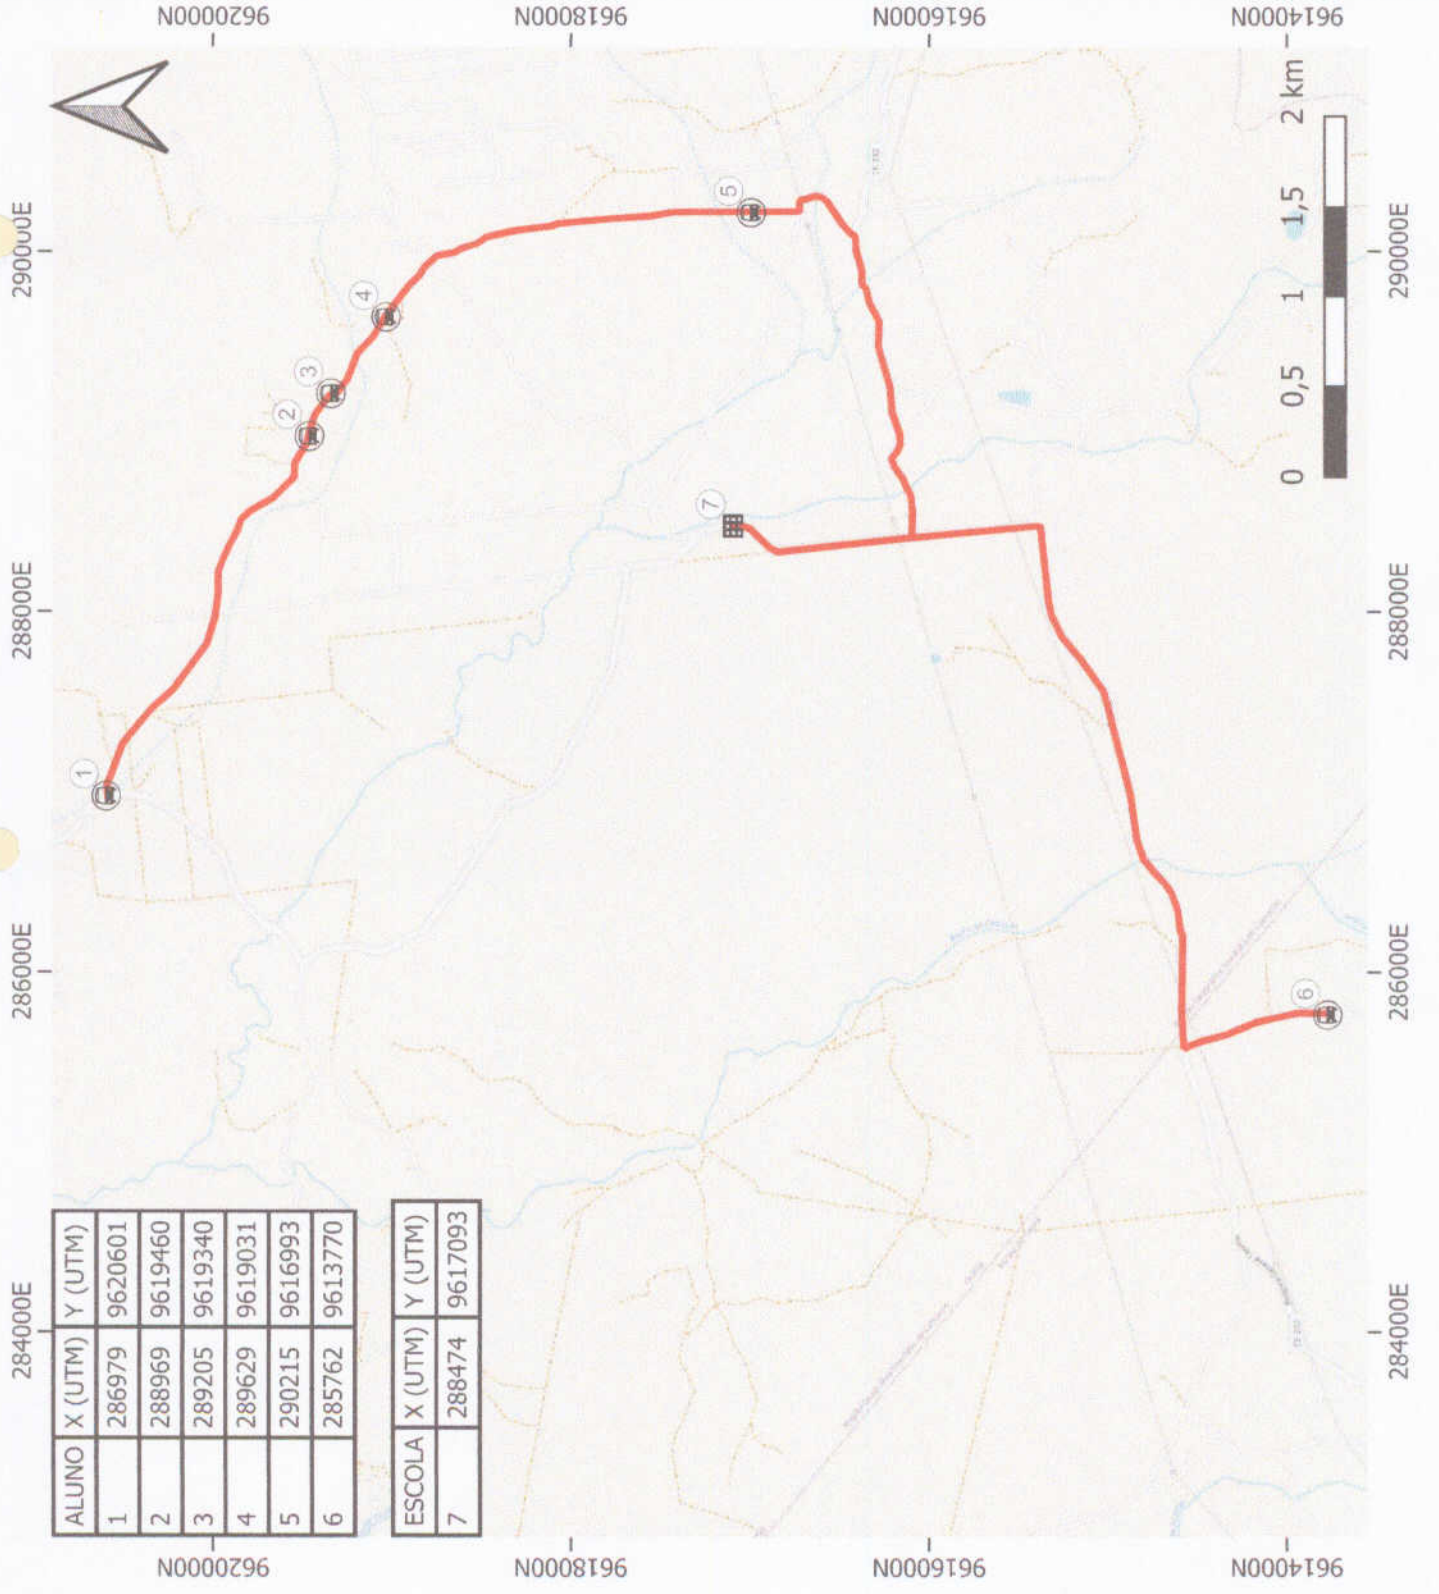 ALUNO X (UTM) Y (UTM)
1 286979 9620601
2 288969 9619460
3 289205 9619340
4 289629 9619031
5 290215 9616993
6 285762 9613770
ESCOLA X (UTM) Y (UTM)
7 288474 9617093
284000E
286000E
288000E
290000E
9620000N
9618000N
9616000N
9614000N
1
2
3
4
5
6
7
0 0,5 1 1,5 2 km
9620000N
9618000N
9616000N
9614000N
284000E
286000E
288000E
290000E